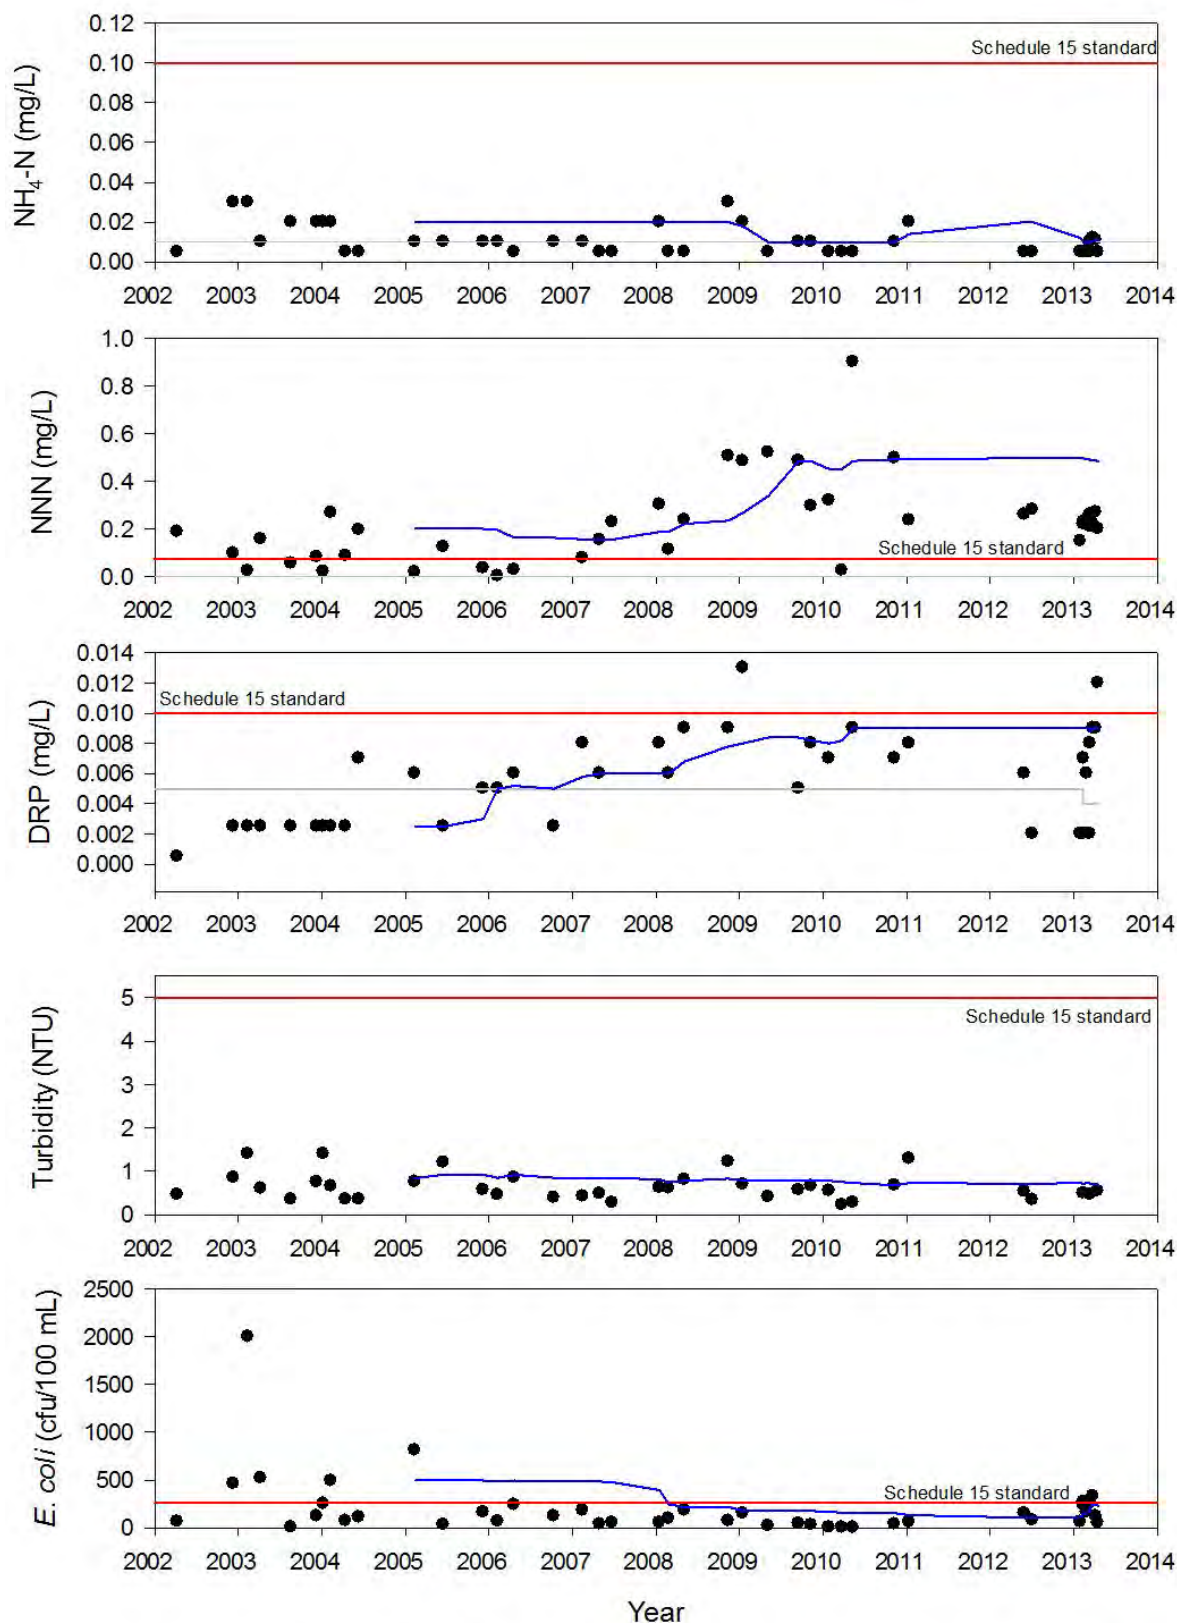 NH4-N (mg/L)
0.12
0.10
0.08
0.06
0.04
0.02
0.00
Schedule 15 standard
2002 2003 2004 2005 2006 2007 2008 2009 2010 2011 2012 2013 2014
NNN (mg/L)
1.0
0.8
0.6
0.4
0.2
0.0
Schedule 15 standard
2002 2003 2004 2005 2006 2007 2008 2009 2010 2011 2012 2013 2014
DRP (mg/L)
0.014
0.012
0.010
0.008
0.006
0.004
0.002
0.000
Schedule 15 standard
2002 2003 2004 2005 2006 2007 2008 2009 2010 2011 2012 2013 2014
Turbidity (NTU)
5
4
3
2
1
0
Schedule 15 standard
2002 2003 2004 2005 2006 2007 2008 2009 2010 2011 2012 2013 2014
E. coli (cfu/100 mL)
2500
2000
1500
1000
500
0
Schedule 15 standard
2002 2003 2004 2005 2006 2007 2008 2009 2010 2011 2012 2013 2014
Year